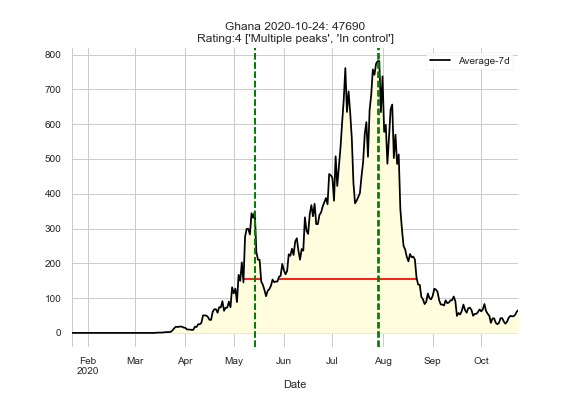 Ghana 2020-10-24: 47690
Rating:4 ['Multiple peaks', 'In control']
Average-7d
800
700
600
500
400
300
200
100
0
Feb Mar Apr May Jun Jul Aug Sep Oct
2020
Date